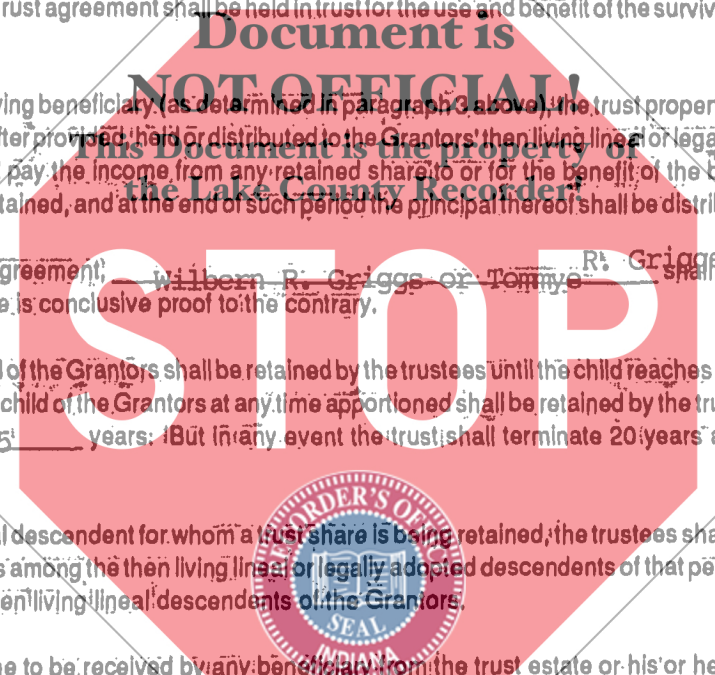 rust agreement shall be held in trust for the use and benefit of the surviv
Document is
NOT OFFICIAL!
ving beneficiary (as determined in paragraph 3 above), the trust proper
fter provided, held or distributed to the Grantors' then living lineal or lega
This Document is the property of
pay the income from any retained share to or for the benefit of the b
the Lake County Recorder!
tained, and at the end of such period the principal thereof shall be distri
STOP
R. Griggs
greement, Wilbern R. Griggs or Tommye shall
e is conclusive proof to the contrary.
l of the Grantors shall be retained by the trustees until the child reaches
child of the Grantors at any time apportioned shall be retained by the tru
5 years. But in any event the trust shall terminate 20 years a
RECORDER'S OFFICE
l descendent for whom a trust share is being retained, the trustees sha
s among the then living lineal or legally adopted descendents of that pe
en living lineal descendents of the Grantors.
SEAL
INDIANA
e to be received by any beneficiary from the trust estate or his or he